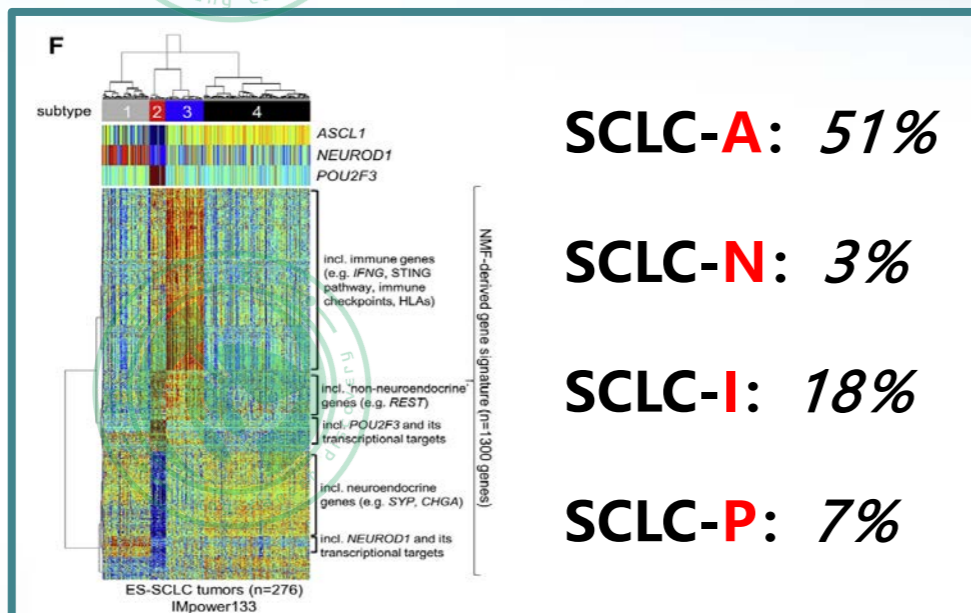 F
subtype 1 2 3 4
ASCL1
NEUROD1
POU2F3
incl. immune genes
(e.g. IFNG, STING
pathway, immune
checkpoints, HLAs)
incl. 'non-neuroendocrine'
genes (e.g. REST)
incl. POU2F3 and its
transcriptional targets
incl. neuroendocrine
genes (e.g. SYP, CHGA)
incl. NEUROD1 and its
transcriptional targets
NMF-derived gene signature (n=1300 genes)
ES-SCLC tumors (n=276)
IMpower133
SCLC-A: 51%
SCLC-N: 3%
SCLC-I: 18%
SCLC-P: 7%